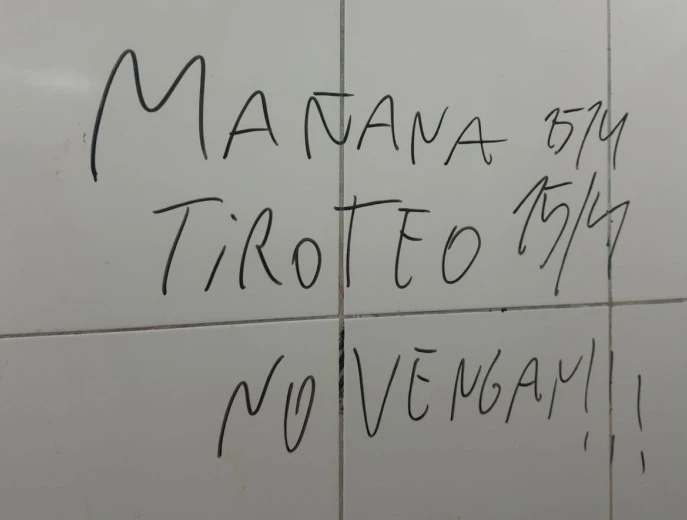 MAÑANA 15/4
TiROTEO 15/4
NO VENGAN!!!